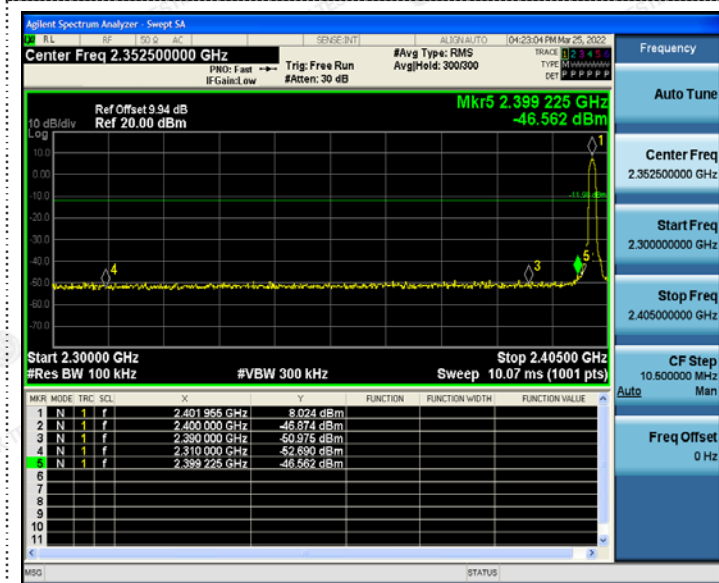 Agilent Spectrum Analyzer - Swept SA
RL RF 50 Ω AC SENSE:INT ALIGN AUTO 04:23:04 PM Mar 25, 2022
Center Freq 2.352500000 GHz
PNO: Fast
IFGain:Low
Trig: Free Run
#Atten: 30 dB
#Avg Type: RMS
Avg|Hold: 300/300
TRACE 1 2 3 4 5 6
TYPE M W W W W W
DET P P P P P P
Ref Offset 9.94 dB
10 dB/div Ref 20.00 dBm
Log
Mkr5 2.399 225 GHz
-46.562 dBm
10.0
0.00
-10.0
-20.0
-30.0
-40.0
-50.0
-60.0
-70.0
1
4
3
5
Start 2.30000 GHz Stop 2.40500 GHz
#Res BW 100 kHz #VBW 300 kHz Sweep 10.07 ms (1001 pts)
MKR MODE TRC SCL X Y FUNCTION FUNCTION WIDTH FUNCTION VALUE
1 N 1 f 2.401 955 GHz 8.024 dBm
2 N 1 f 2.400 000 GHz -46.874 dBm
3 N 1 f 2.390 000 GHz -50.975 dBm
4 N 1 f 2.310 000 GHz -52.690 dBm
5 N 1 f 2.399 225 GHz -46.562 dBm
6
7
8
9
10
11
MSG STATUS
Frequency
Auto Tune
Center Freq
2.352500000 GHz
Start Freq
2.300000000 GHz
Stop Freq
2.405000000 GHz
CF Step
10.500000 MHz
Auto Man
Freq Offset
0 Hz